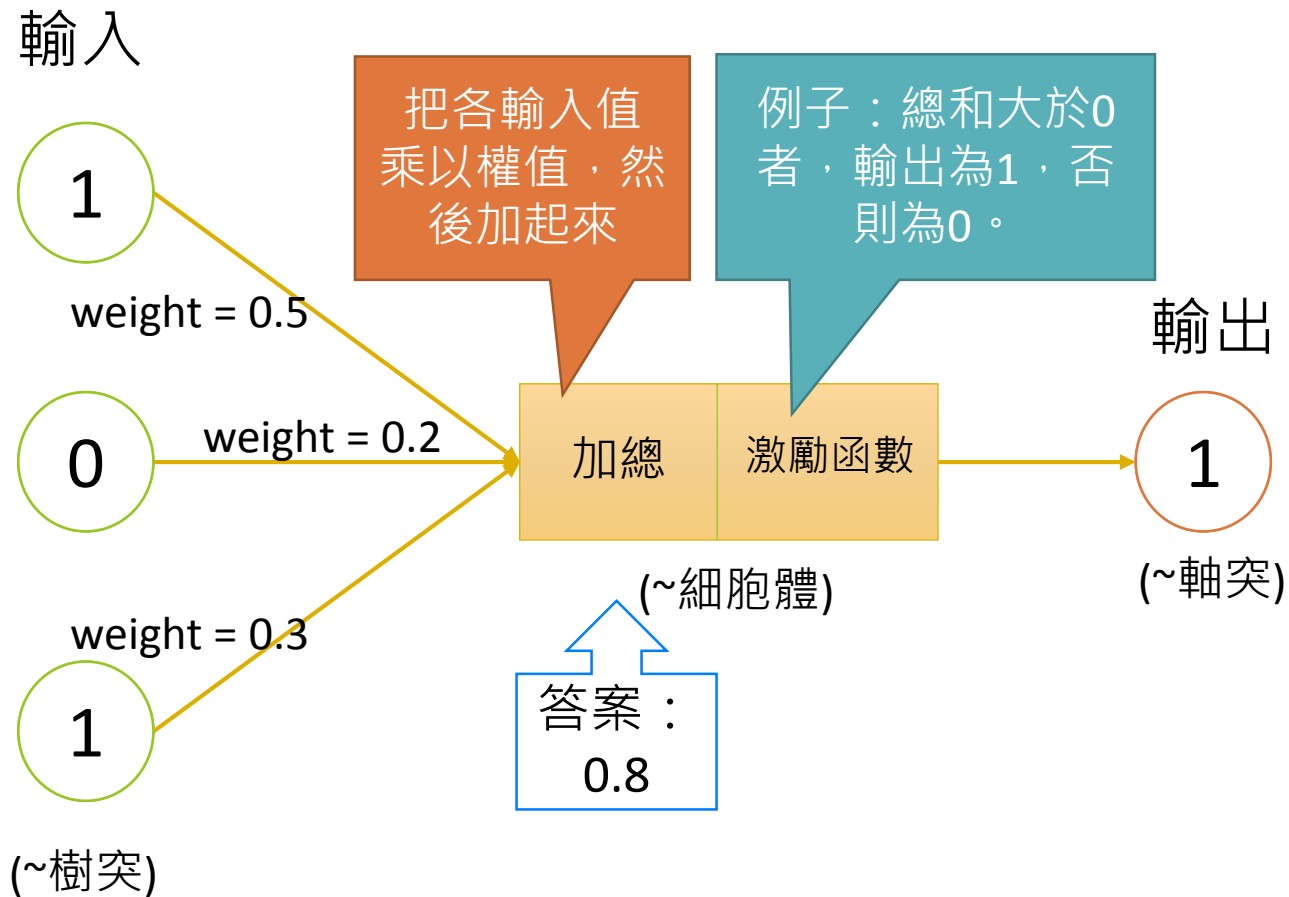 輸入
把各輸入值
乘以權值，然
後加起來
例子：總和大於0
者，輸出為1，否
則為0。
1
weight = 0.5
輸出
0
weight = 0.2
加總
激勵函數
1
(~細胞體)
(~軸突)
weight = 0.3
1
答案：
0.8
(~樹突)